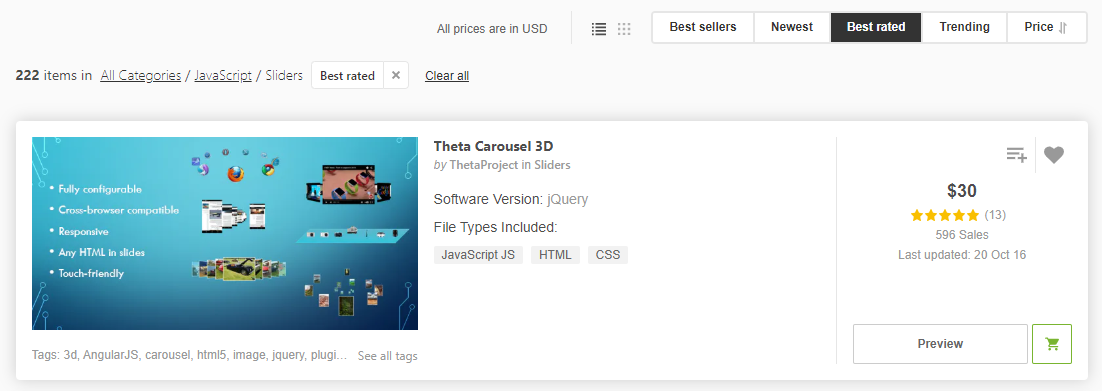 All prices are in USD
Best sellers
Newest
Best rated
Trending
Price
222 items in All Categories / JavaScript / Sliders
Best rated
Clear all
• Fully configurable
• Cross-browser compatible
• Responsive
• Any HTML in slides
• Touch-friendly
Tags: 3d, AngularJS, carousel, html5, image, jquery, plugi...
See all tags
Theta Carousel 3D
by ThetaProject in Sliders
Software Version: jQuery
File Types Included:
JavaScript JS
HTML
CSS
$30
(13)
596 Sales
Last updated: 20 Oct 16
Preview